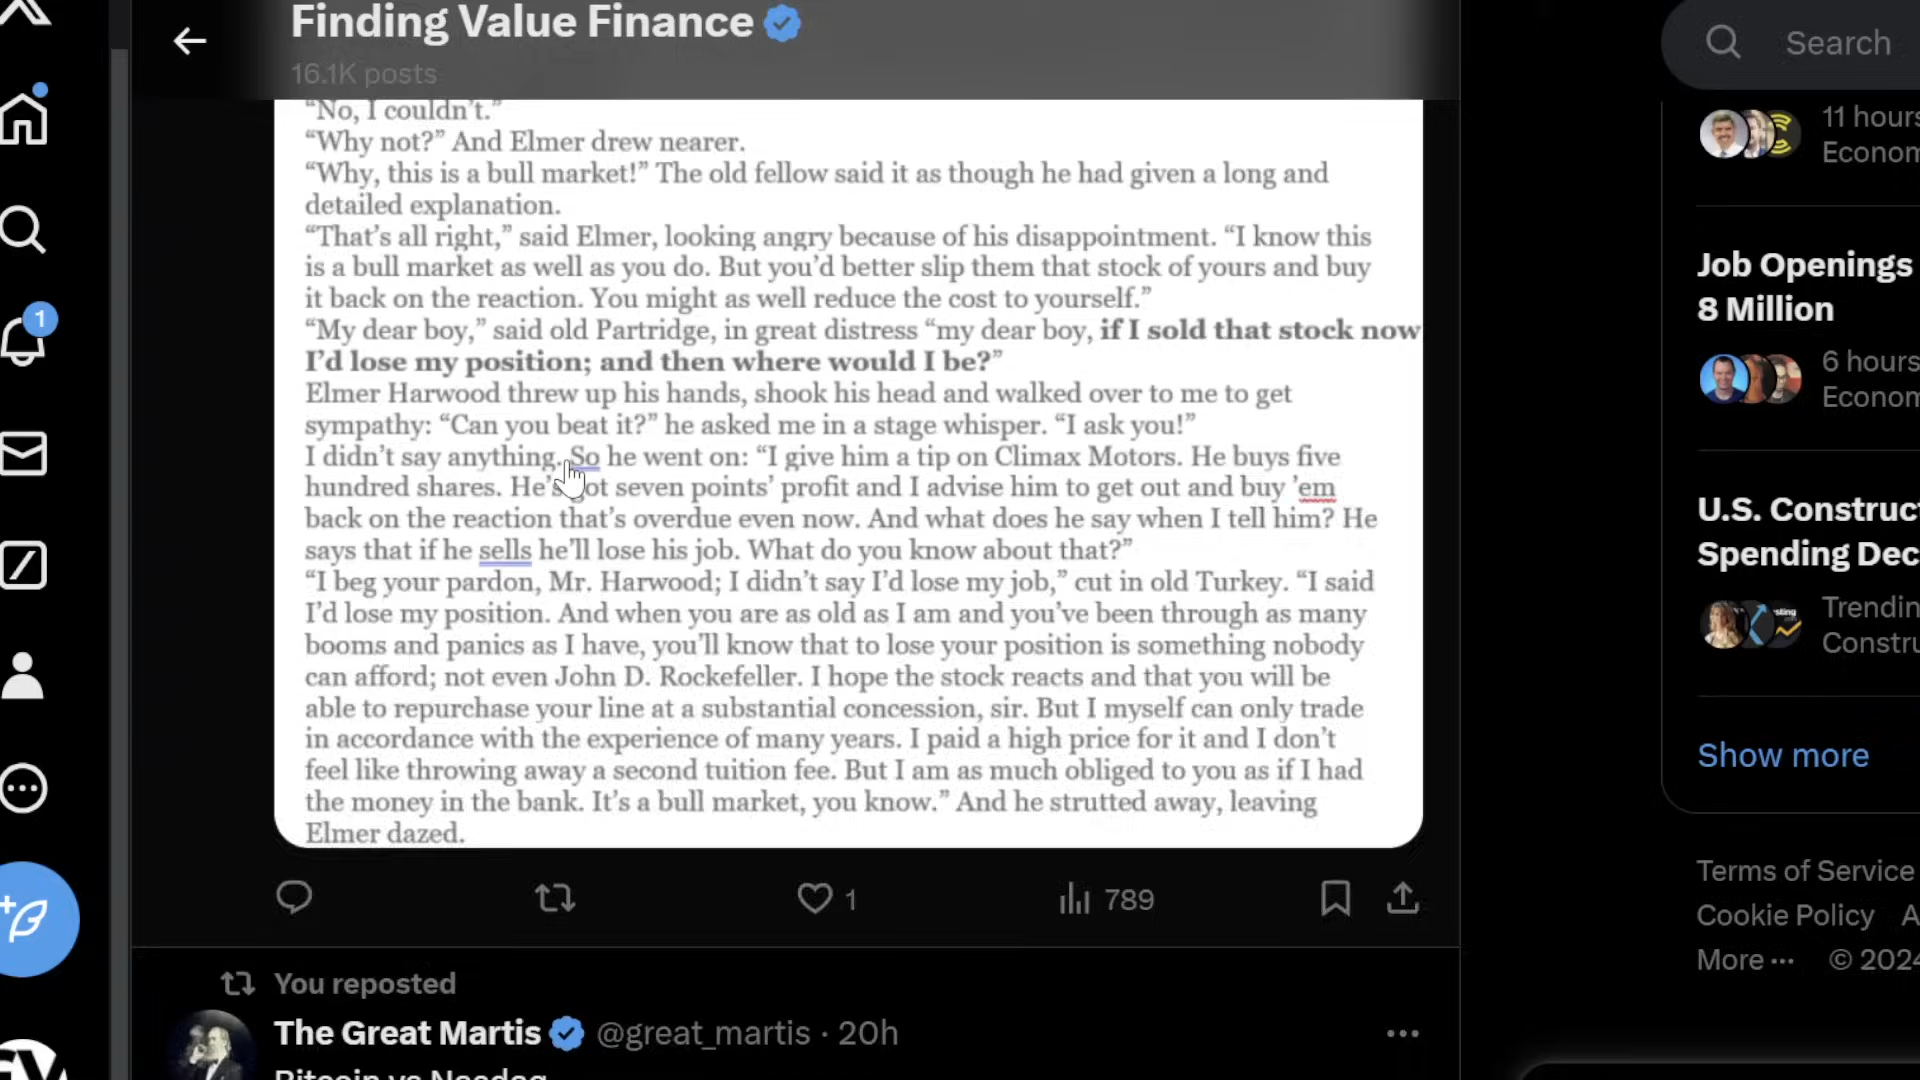 Finding Value Finance
16.1K posts
"No, I couldn't."
"Why not?" And Elmer drew nearer.
"Why, this is a bull market!" The old fellow said it as though he had given a long and
detailed explanation.
"That's all right," said Elmer, looking angry because of his disappointment. "I know this
is a bull market as well as you do. But you'd better slip them that stock of yours and buy
it back on the reaction. You might as well reduce the cost to yourself."
"My dear boy," said old Partridge, in great distress "my dear boy, if I sold that stock now
I'd lose my position; and then where would I be?"
Elmer Harwood threw up his hands, shook his head and walked over to me to get
sympathy: "Can you beat it?" he asked me in a stage whisper. "I ask you!"
I didn't say anything. So he went on: "I give him a tip on Climax Motors. He buys five
hundred shares. He's got seven points' profit and I advise him to get out and buy 'em
back on the reaction that's overdue even now. And what does he say when I tell him? He
says that if he sells he'll lose his job. What do you know about that?"
"I beg your pardon, Mr. Harwood; I didn't say I'd lose my job," cut in old Turkey. "I said
I'd lose my position. And when you are as old as I am and you've been through as many
booms and panics as I have, you'll know that to lose your position is something nobody
can afford; not even John D. Rockefeller. I hope the stock reacts and that you will be
able to repurchase your line at a substantial concession, sir. But I myself can only trade
in accordance with the experience of many years. I paid a high price for it and I don't
feel like throwing away a second tuition fee. But I am as much obliged to you as if I had
the money in the bank. It's a bull market, you know." And he strutted away, leaving
Elmer dazed.
1
789
You reposted
The Great Martis @great_martis · 20h
Bitcoin vs Nasdaq
1
Search
11 hours
Econom
Job Openings
8 Million
6 hours
Econom
U.S. Construct
Spending Dec
Trendin
Constru
Show more
Terms of Service
Cookie Policy A
More ··· © 2024